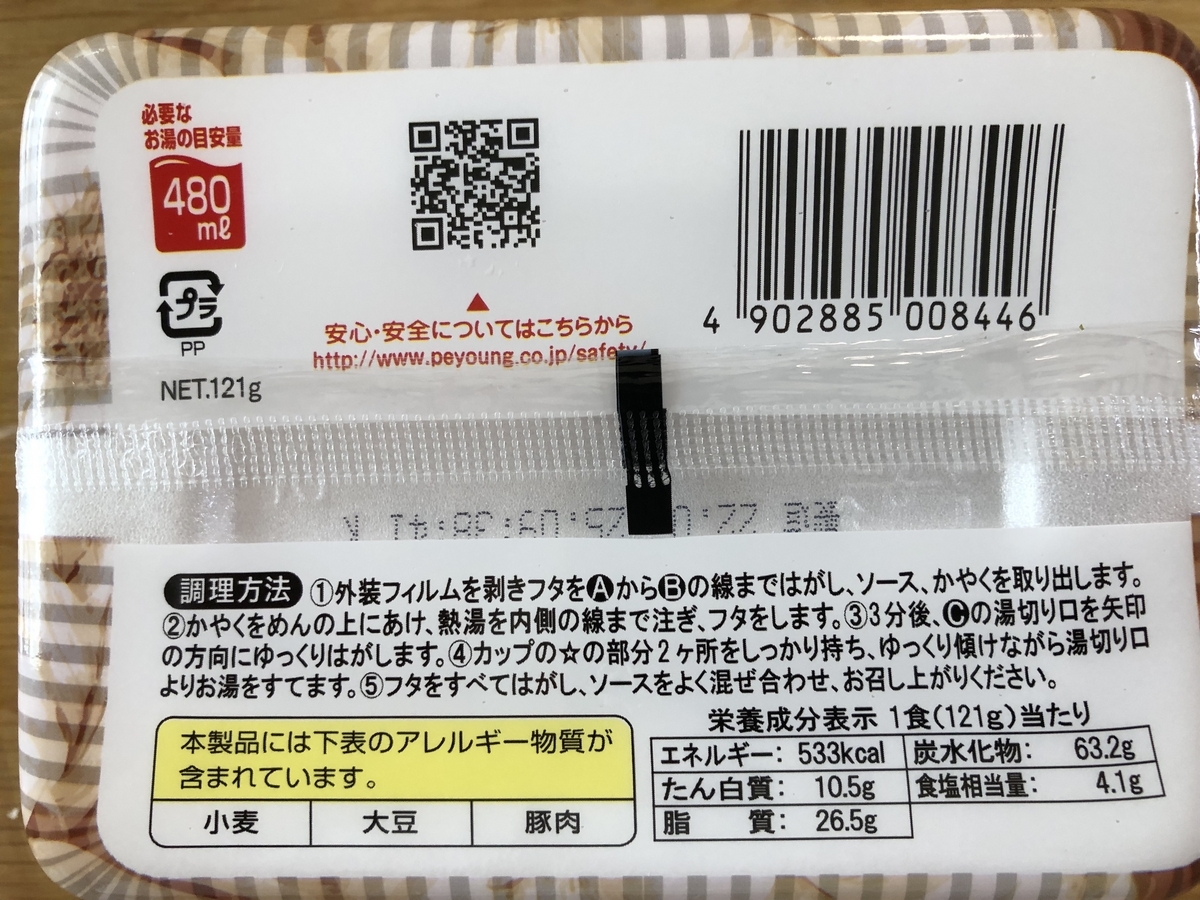 必要な
お湯の目安量
480
mℓ
プラ
PP
NET.121g
安心・安全についてはこちらから
http://www.peyoung.co.jp/safety/
4 902885 008446
調理方法 ①外装フィルムを剥きフタをⒶからⒷの線まではがし、ソース、かやくを取り出します。
②かやくをめんの上にあけ、熱湯を内側の線まで注ぎ、フタをします。③3分後、Ⓒの湯切り口を矢印
の方向にゆっくりはがします。④カップの☆の部分2ヶ所をしっかり持ち、ゆっくり傾けながら湯切り口
よりお湯をすてます。⑤フタをすべてはがし、ソースをよく混ぜ合わせ、お召し上がりください。
本製品には下表のアレルギー物質が
含まれています。
小麦 大豆 豚肉
栄養成分表示 1食(121g)当たり
エネルギー: 533kcal 炭水化物: 63.2g
たん白質: 10.5g 食塩相当量: 4.1g
脂 質: 26.5g